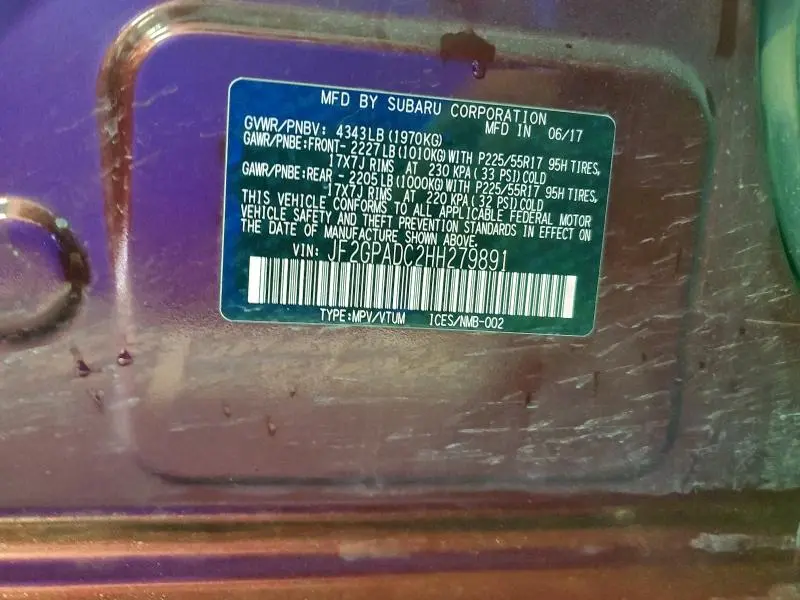 MFD BY SUBARU CORPORATION
MFD IN 06/17
GVWR/PNBV: 4343LB(1970KG)
GAWR/PNBE:FRONT- 2227LB(1010KG)WITH P225/55R17 95H TIRES,
17X7J RIMS AT 230 KPA(33 PSI)COLD
GAWR/PNBE:REAR - 2205LB(1000KG)WITH P225/55R17 95H TIRES,
17X7J RIMS AT 220 KPA(32 PSI)COLD
THIS VEHICLE CONFORMS TO ALL APPLICABLE FEDERAL MOTOR
VEHICLE SAFETY AND THEFT PREVENTION STANDARDS IN EFFECT ON
THE DATE OF MANUFACTURE SHOWN ABOVE.
VIN: JF2GPADC2HH279891
TYPE:MPV/VTUM ICES/NMB-002